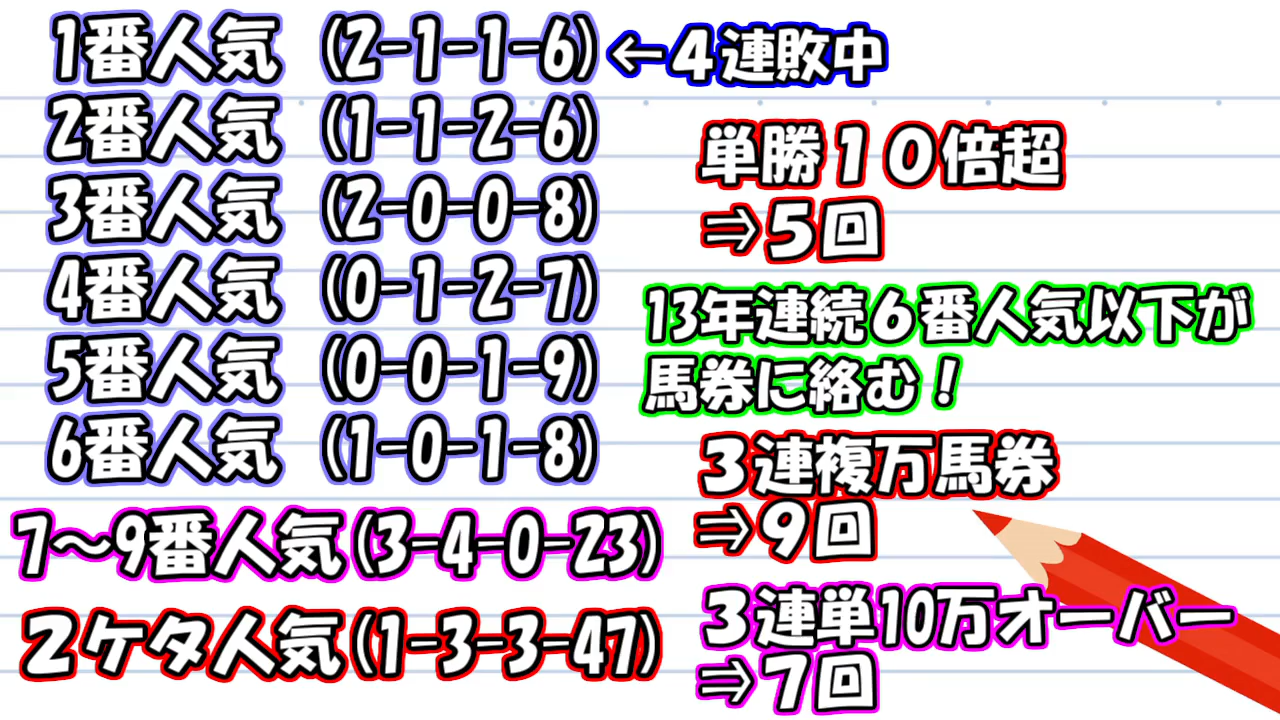 1番人気 (2-1-1-6)←4連敗中
2番人気 (1-1-2-6)
3番人気 (2-0-0-8)
4番人気 (0-1-2-7)
5番人気 (0-0-1-9)
6番人気 (1-0-1-8)
7～9番人気(3-4-0-23)
2ケタ人気(1-3-3-47)
単勝10倍超
⇒5回
13年連続6番人気以下が
馬券に絡む！
3連複万馬券
⇒9回
3連単10万オーバー
⇒7回